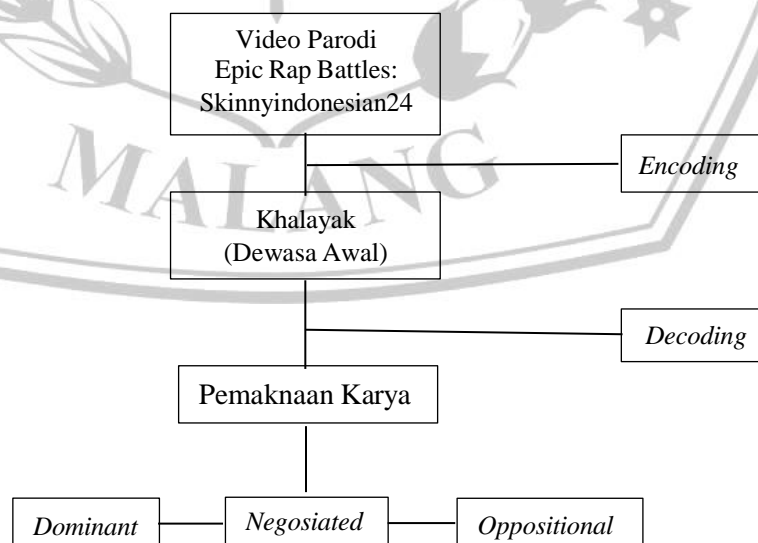 Video Parodi
Epic Rap Battles:
Skinnyindonesian24
Encoding
MALANG
Khalayak
(Dewasa Awal)
Decoding
Pemaknaan Karya
Dominant
Negosiated
Oppositional